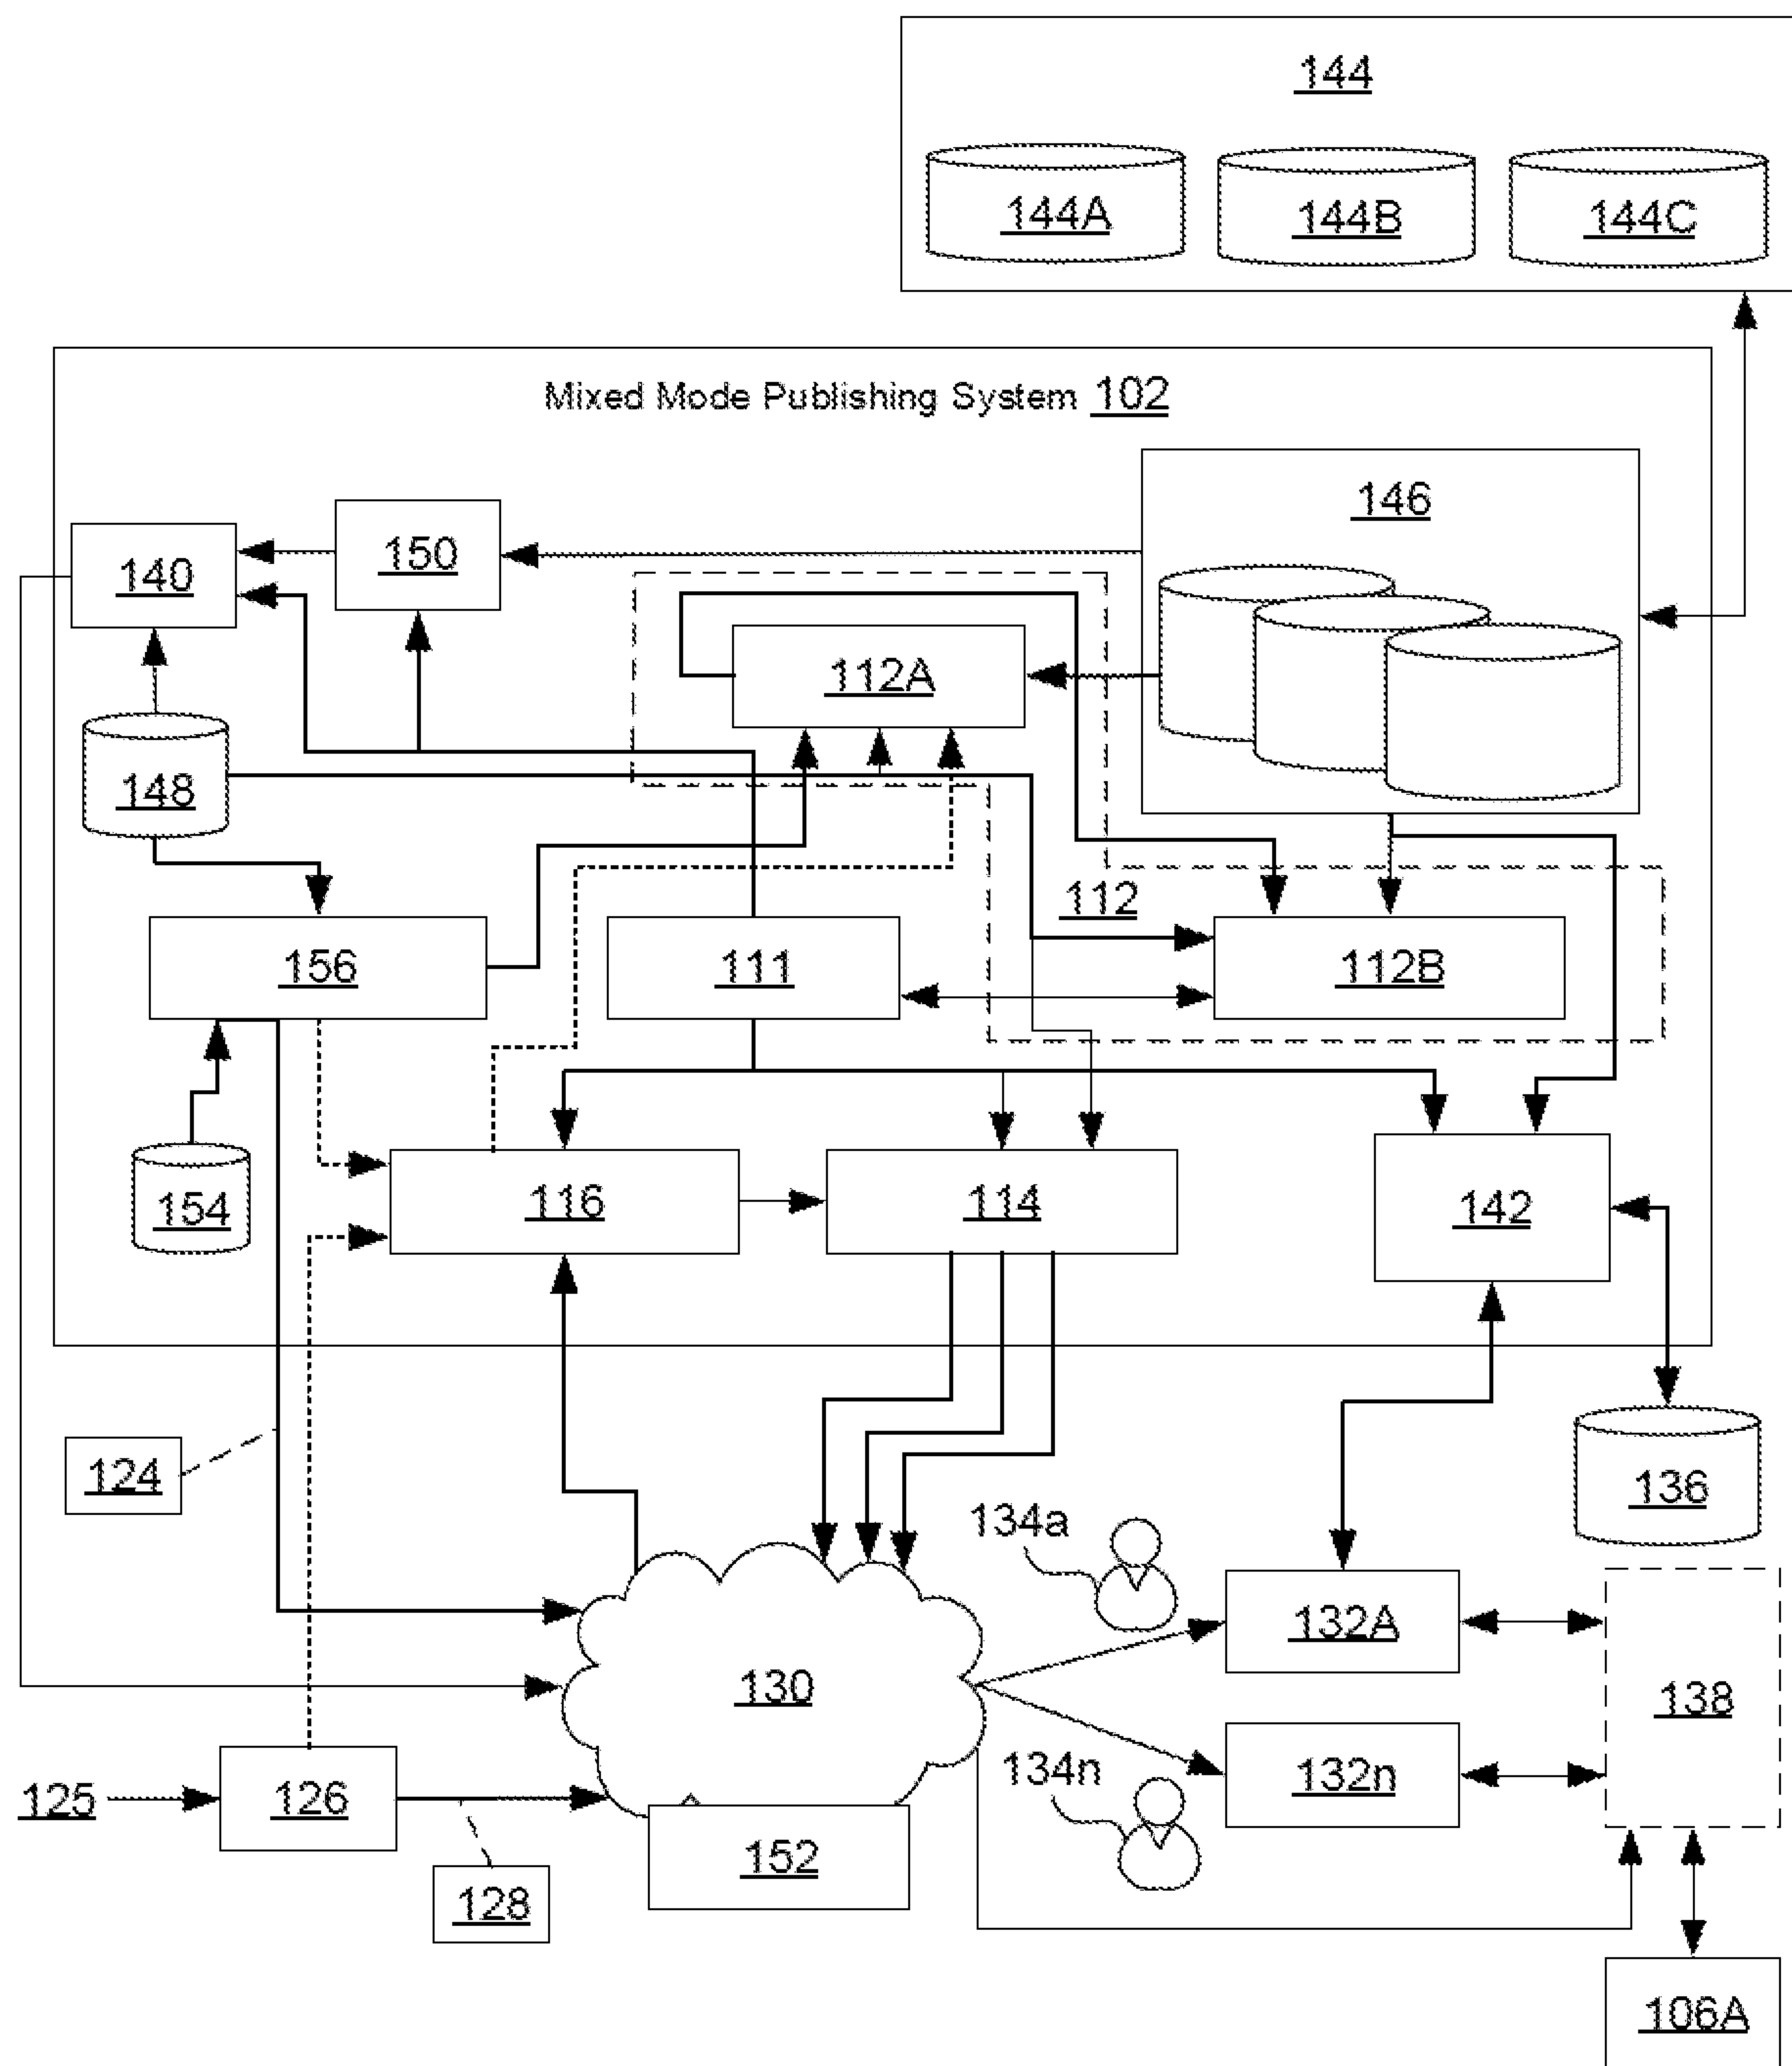 144
144A
144B
144C
Mixed Mode Publishing System 102
146
140
150
112A
148
112
156
111
112B
116
114
154
142
124
136
134a
132A
130
138
134n
132n
125
126
152
128
106A